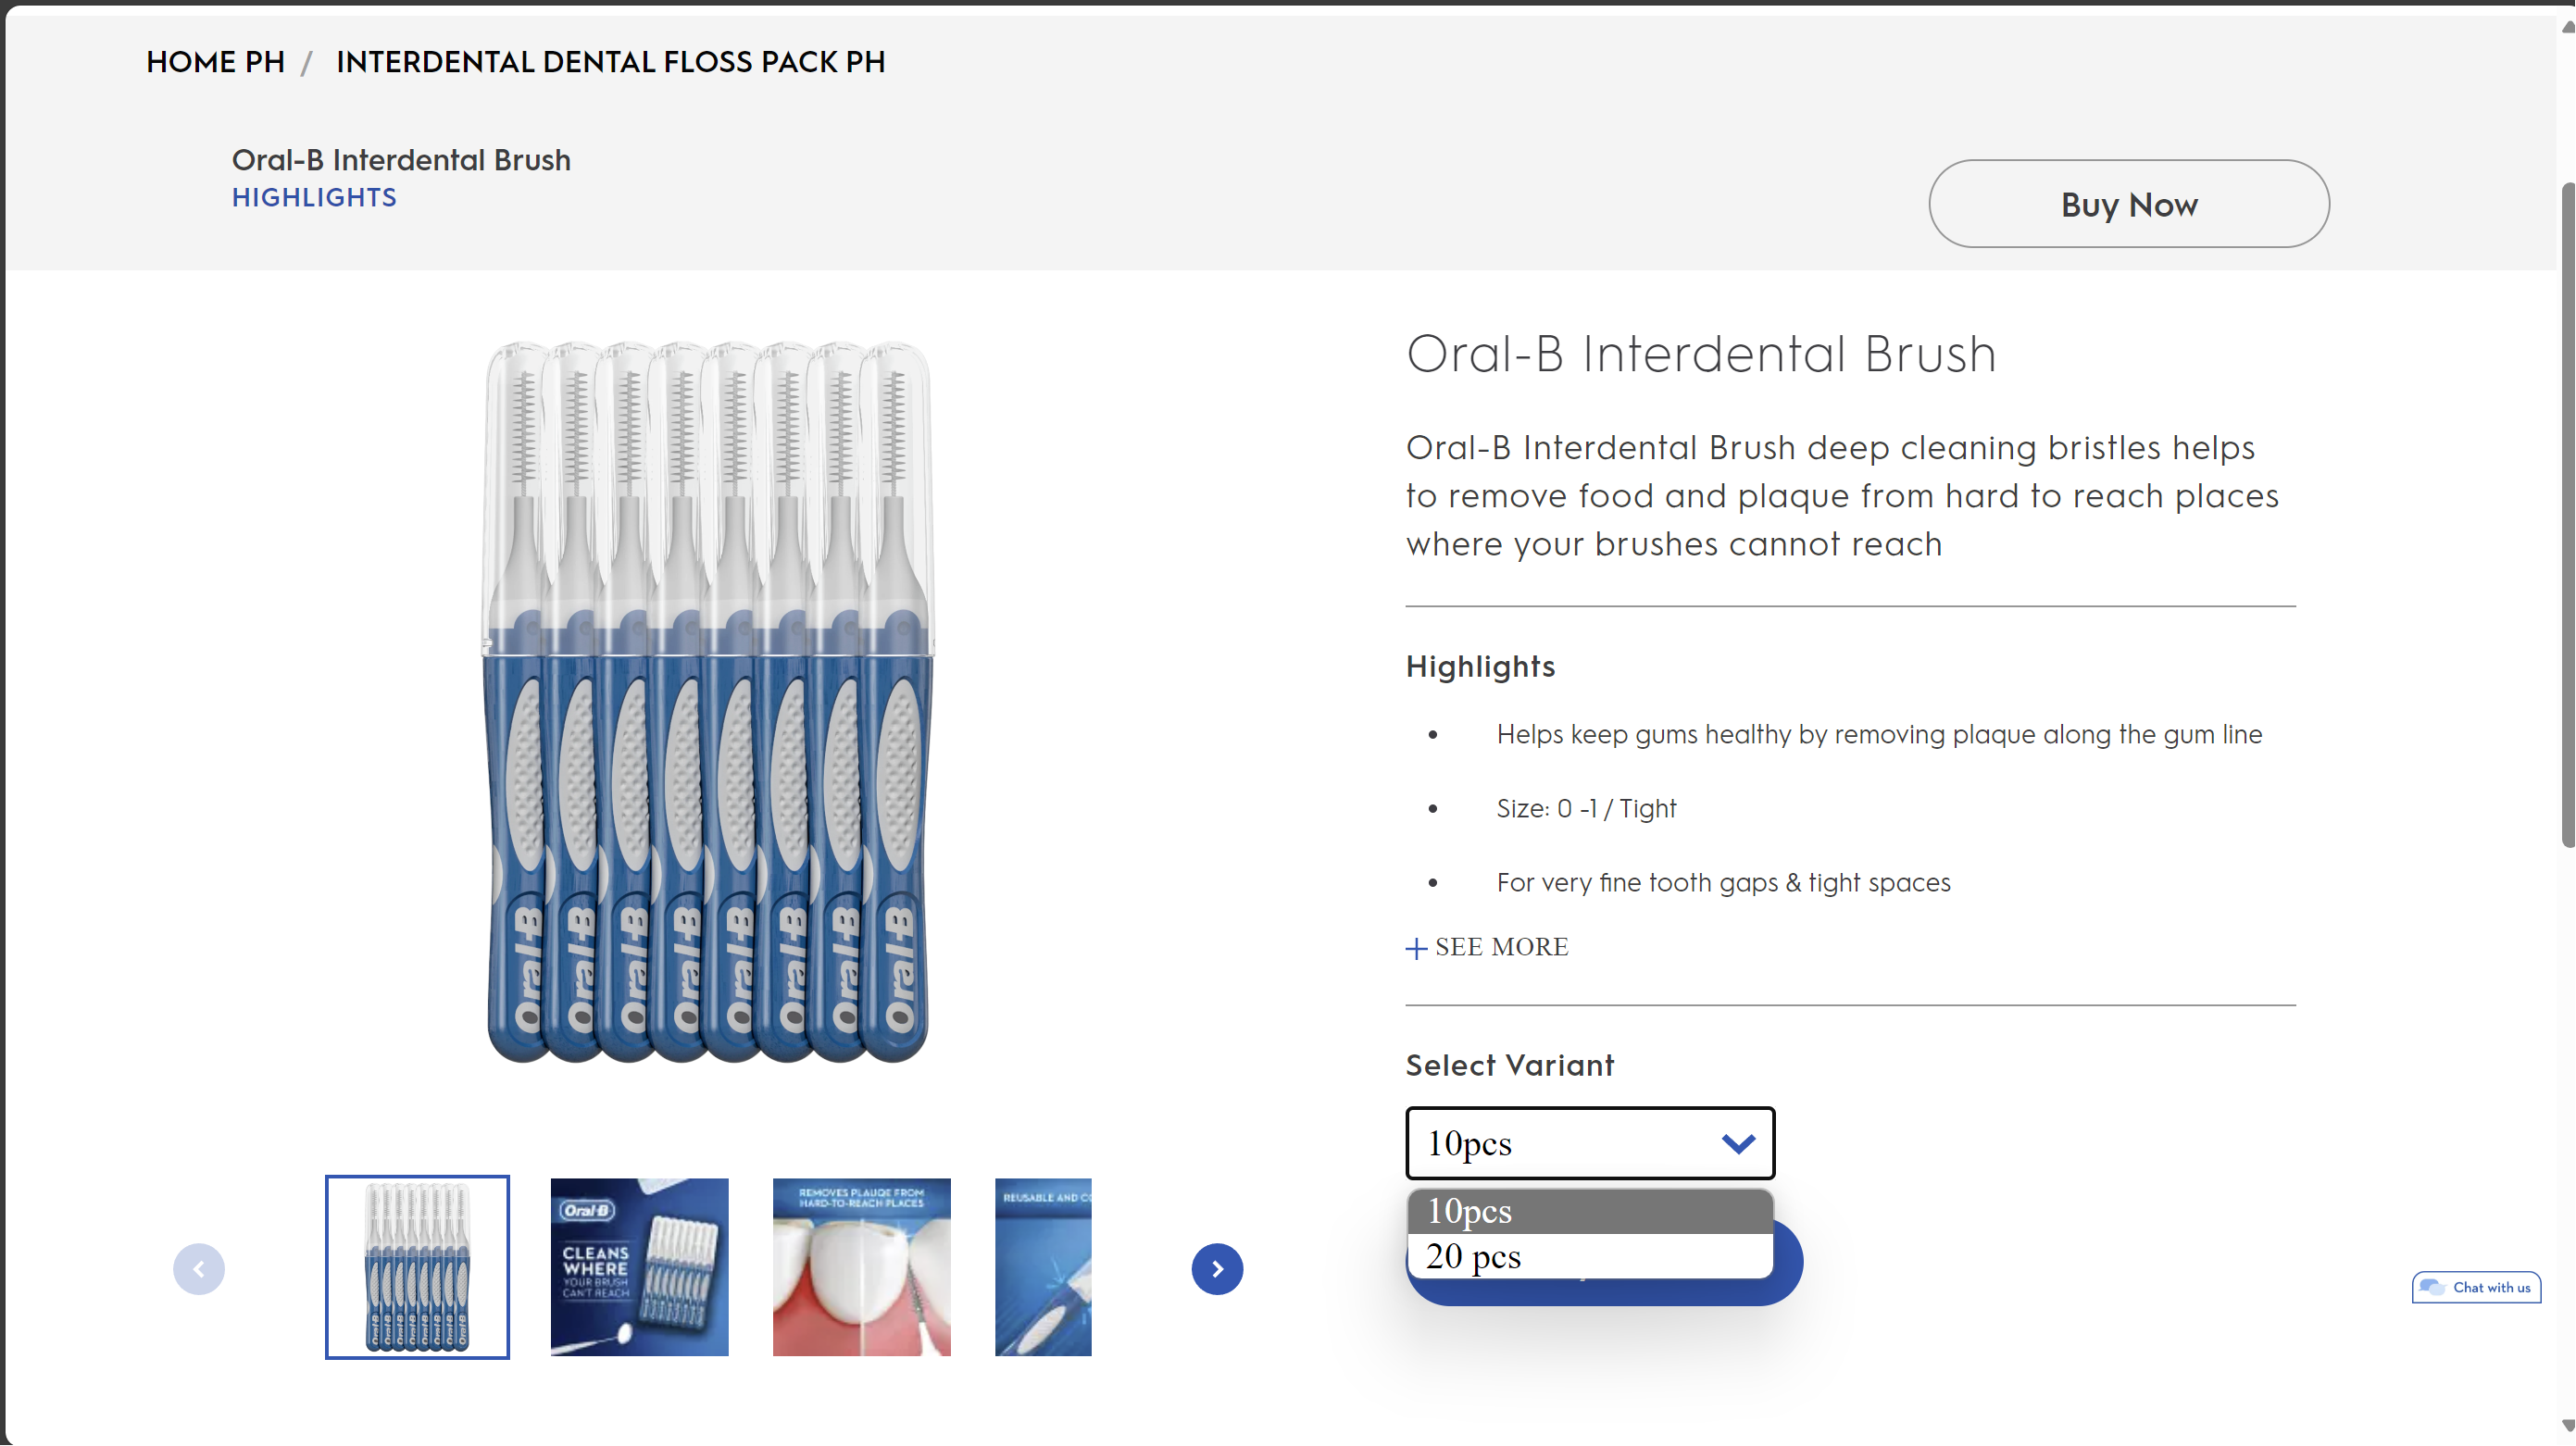 HOME PH / INTERDENTAL DENTAL FLOSS PACK PH
Oral-B Interdental Brush
HIGHLIGHTS
Buy Now
Oral-B Oral-B Oral-B Oral-B Oral-B Oral-B Oral-B Oral-B
Oral-B Interdental Brush
Oral-B Interdental Brush deep cleaning bristles helps
to remove food and plaque from hard to reach places
where your brushes cannot reach
Highlights
• Helps keep gums healthy by removing plaque along the gum line
• Size: 0 -1 / Tight
• For very fine tooth gaps & tight spaces
+ SEE MORE
Select Variant
10pcs
10pcs
20 pcs
Oral-B
CLEANS
WHERE
YOUR BRUSH
CAN'T REACH
REMOVES PLAUQE FROM
HARD-TO-REACH PLACES
REUSABLE AND
Chat with us